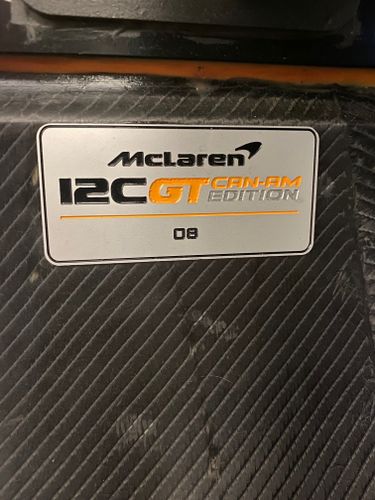 McLaren
12C GT CAN-AM
EDITION
08